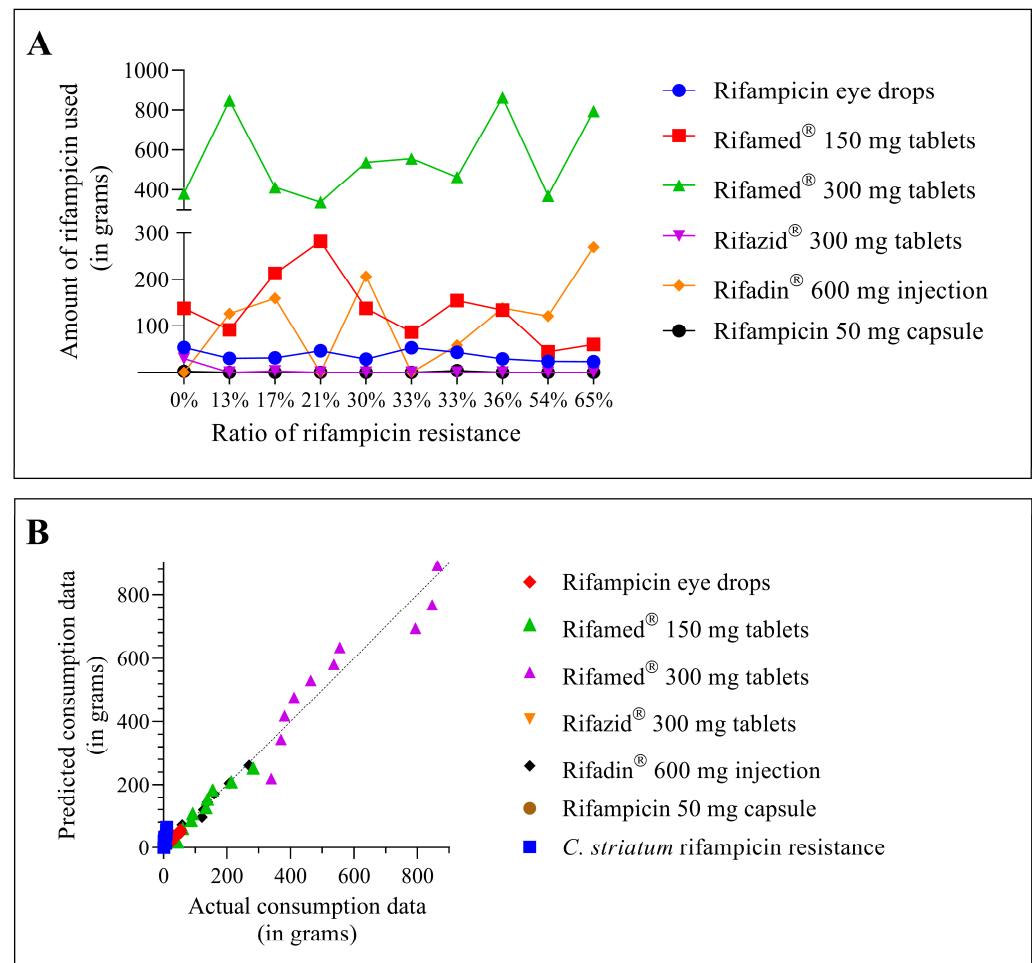 A
1000
800
600
400
300
200
100
Amount of rifampicin used
(in grams)
0% 13% 17% 21% 30% 33% 33% 36% 54% 65%
Ratio of rifampicin resistance
Rifampicin eye drops
Rifamed® 150 mg tablets
Rifamed® 300 mg tablets
Rifazid® 300 mg tablets
Rifadin® 600 mg injection
Rifampicin 50 mg capsule
B
800
600
400
200
0
Predicted consumption data
(in grams)
0 200 400 600 800
Actual consumption data
(in grams)
Rifampicin eye drops
Rifamed® 150 mg tablets
Rifamed® 300 mg tablets
Rifazid® 300 mg tablets
Rifadin® 600 mg injection
Rifampicin 50 mg capsule
C. striatum rifampicin resistance